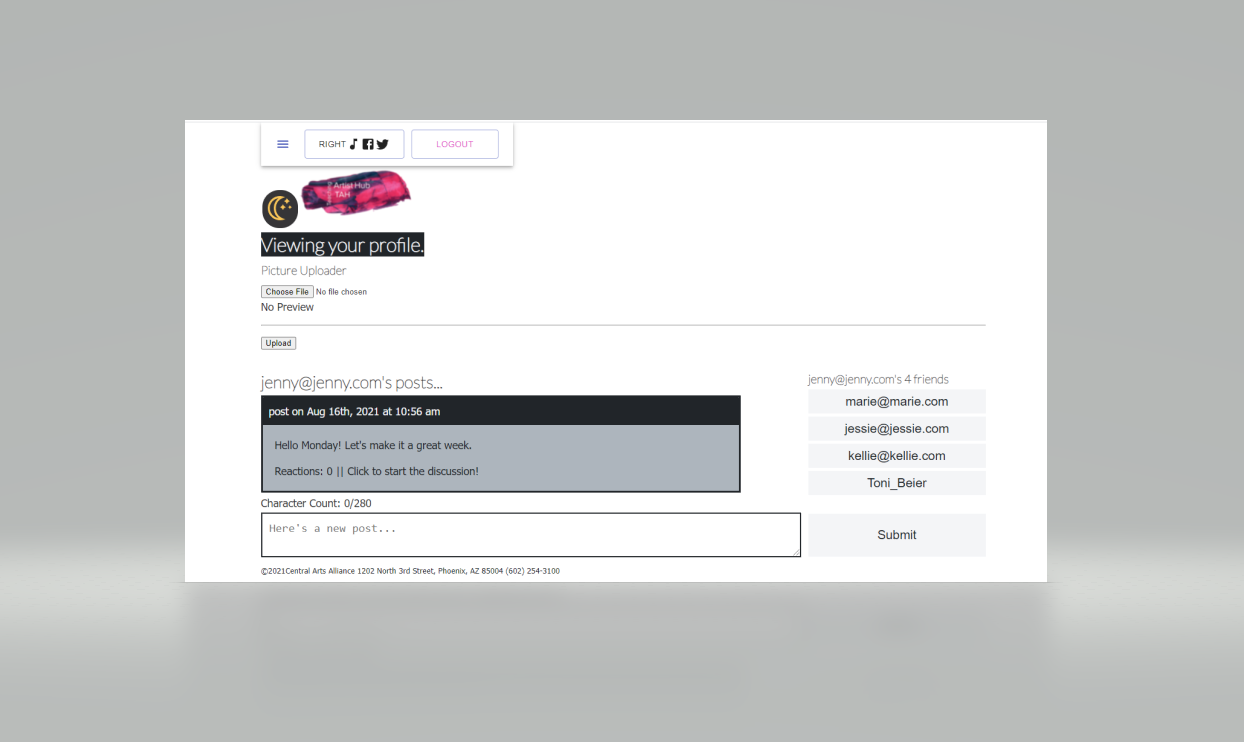 RIGHT
LOGOUT
Artist Hub
TAH
Viewing your profile.
Picture Uploader
Choose File No file chosen
No Preview
Upload
jenny@jenny.com's posts...
post on Aug 16th, 2021 at 10:56 am
Hello Monday! Let's make it a great week.
Reactions: 0 || Click to start the discussion!
Character Count: 0/280
Here's a new post...
jenny@jenny.com's 4 friends
marie@marie.com
jessie@jessie.com
kellie@kellie.com
Toni_Beier
Submit
©2021Central Arts Alliance 1202 North 3rd Street, Phoenix, AZ 85004 (602) 254-3100